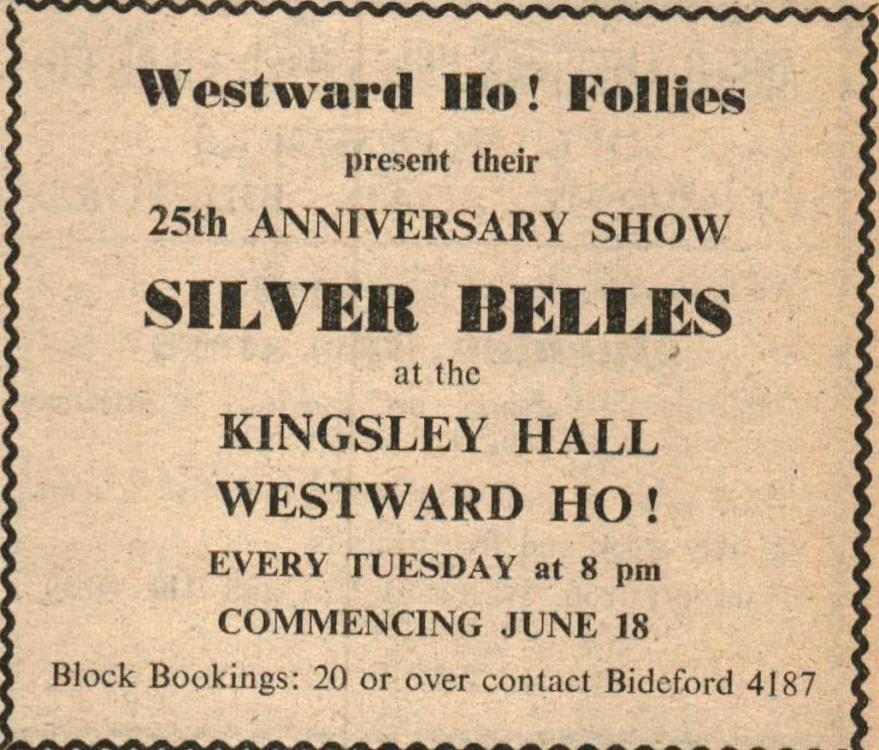 Westward Ho! Follies
present their
25th ANNIVERSARY SHOW
SILVER BELLES
at the
KINGSLEY HALL
WESTWARD HO!
EVERY TUESDAY at 8 pm
COMMENCING JUNE 18
Block Bookings: 20 or over contact Bideford 4187